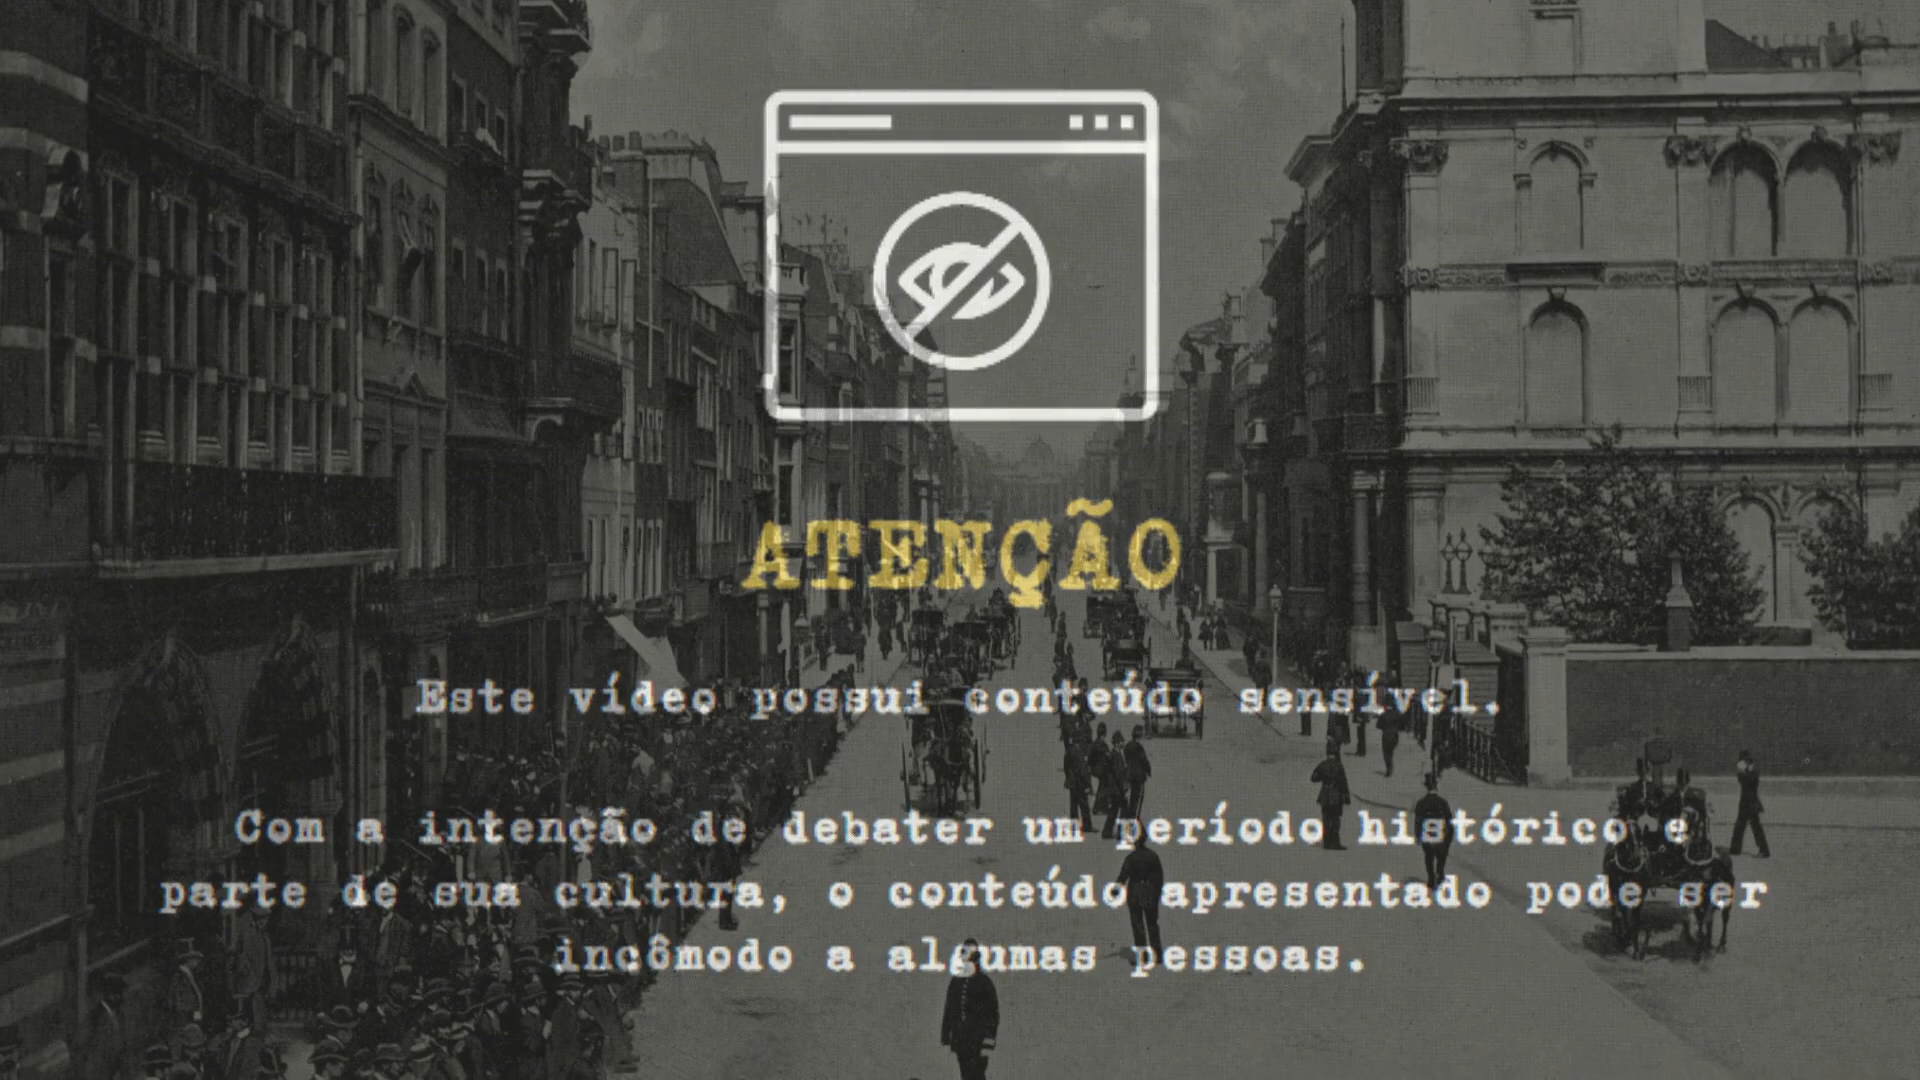 ATENÇÃO
Este vídeo possui conteúdo sensível.
Com a intenção de debater um período histórico e
parte de sua cultura, o conteúdo apresentado pode ser
incômodo a algumas pessoas.